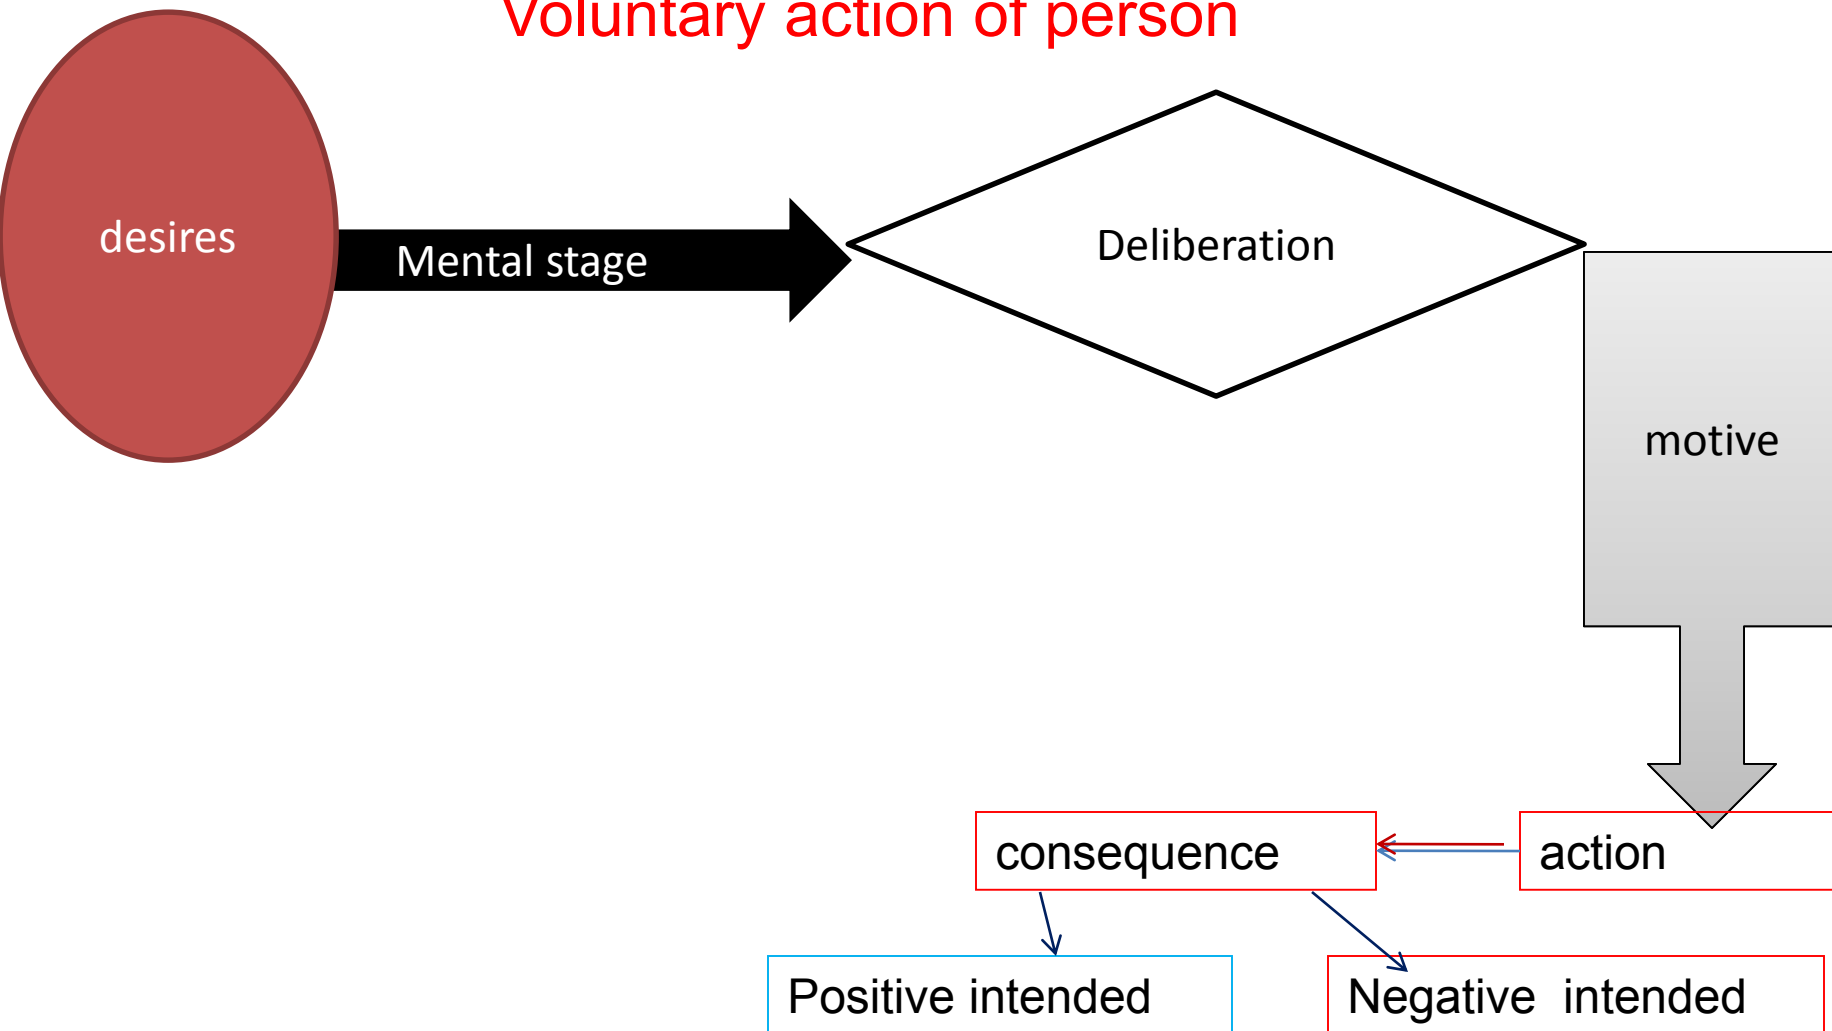 Voluntary action of person
desires
Mental stage
Deliberation
motive
consequence
action
Positive intended
Negative intended